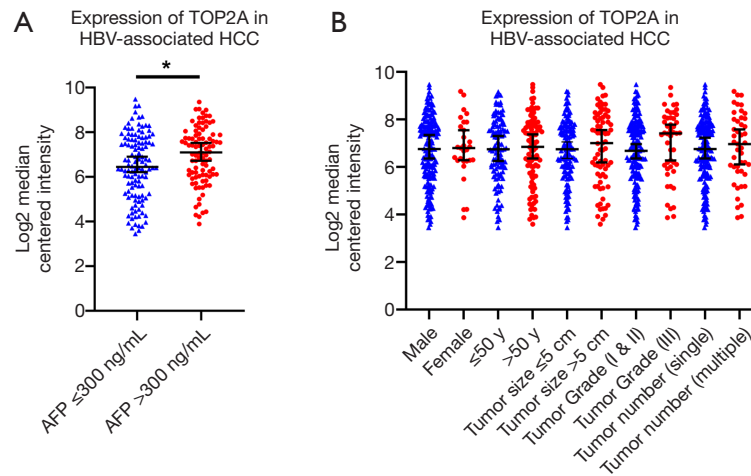 A
Expression of TOP2A in
HBV-associated HCC
*
Log2 median
centered intensity
10
8
6
4
2
0
AFP ≤300 ng/mL
AFP >300 ng/mL
B
Expression of TOP2A in
HBV-associated HCC
Log2 median
centered intensity
10
8
6
4
2
0
Male
Female
≤50 y
>50 y
Tumor size ≤5 cm
Tumor size >5 cm
Tumor Grade (I & II)
Tumor Grade (III)
Tumor number (single)
Tumor number (multiple)